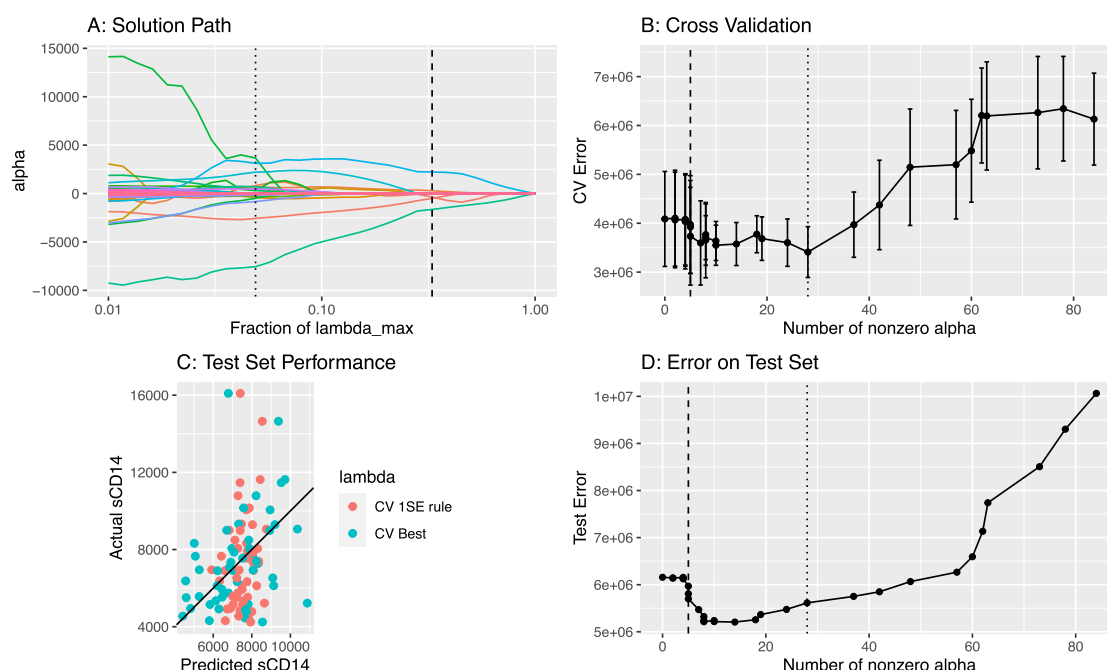 A: Solution Path
15000
10000
5000
0
−5000
−10000
alpha
0.01
0.10
1.00
Fraction of lambda_max
B: Cross Validation
7e+06
6e+06
5e+06
4e+06
3e+06
CV Error
0
20
40
60
80
Number of nonzero alpha
C: Test Set Performance
16000
12000
8000
4000
Actual sCD14
6000
8000
10000
Predicted sCD14
lambda
CV 1SE rule
CV Best
D: Error on Test Set
1e+07
9e+06
8e+06
7e+06
6e+06
5e+06
Test Error
0
20
40
60
80
Number of nonzero alpha